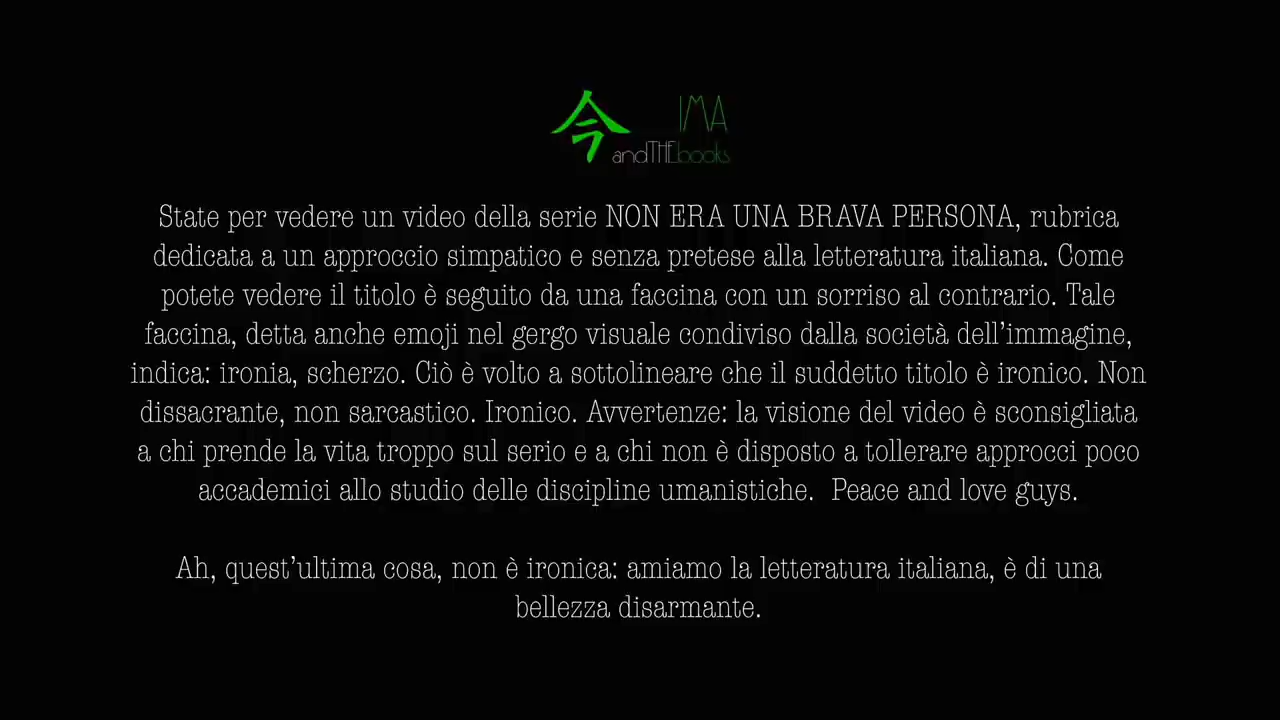 今 IMA
andTHEbooks
State per vedere un video della serie NON ERA UNA BRAVA PERSONA, rubrica
dedicata a un approccio simpatico e senza pretese alla letteratura italiana. Come
potete vedere il titolo è seguito da una faccina con un sorriso al contrario. Tale
faccina, detta anche emoji nel gergo visuale condiviso dalla società dell'immagine,
indica: ironia, scherzo. Ciò è volto a sottolineare che il suddetto titolo è ironico. Non
dissacrante, non sarcastico. Ironico. Avvertenze: la visione del video è sconsigliata
a chi prende la vita troppo sul serio e a chi non è disposto a tollerare approcci poco
accademici allo studio delle discipline umanistiche.  Peace and love guys.
Ah, quest'ultima cosa, non è ironica: amiamo la letteratura italiana, è di una
bellezza disarmante.